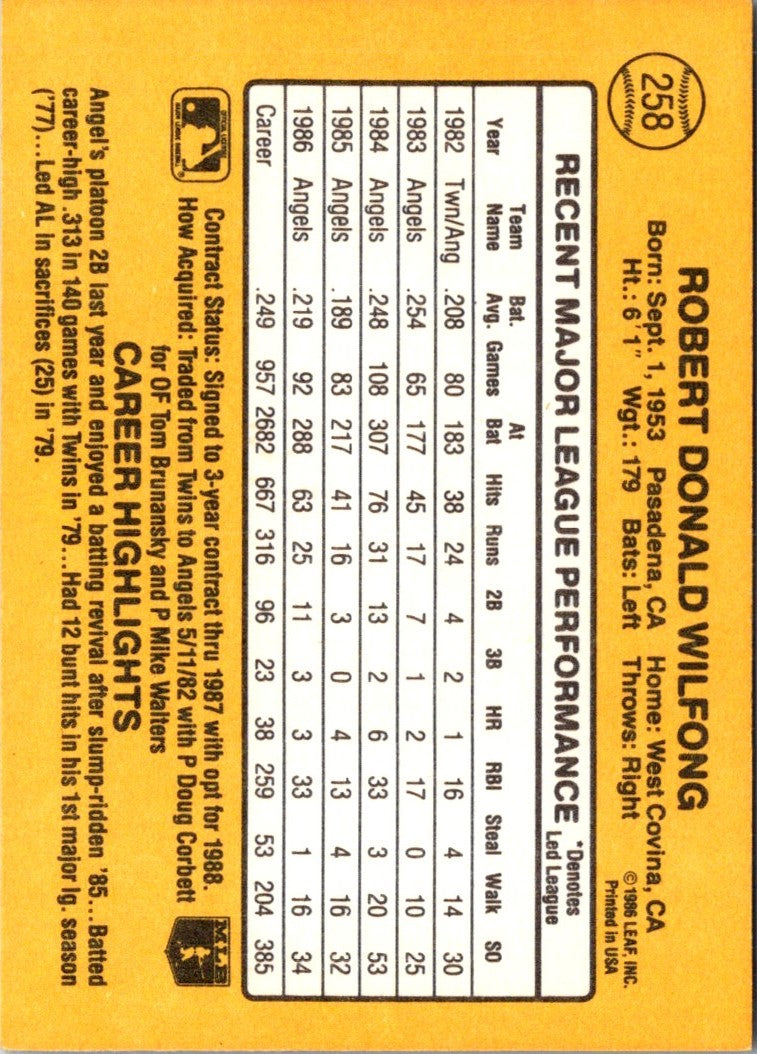 258
ROBERT DONALD WILFONG
Born: Sept. 1, 1953 Pasadena, CA Home: West Covina, CA
Ht.: 6'1" Wgt.: 179 Bats: Left Throws: Right
©1986 LEAF, INC.
Printed in USA
RECENT MAJOR LEAGUE PERFORMANCE *Denotes
Led League
Year Team Name Bat. Avg. Games At Bat Hits Runs 2B 3B HR RBI Steal Walk SO
1982 Twn/Ang .208 80 183 38 24 4 2 1 16 4 14 30
1983 Angels .254 65 177 45 17 7 1 2 17 0 10 25
1984 Angels .248 108 307 76 31 13 2 6 33 3 20 53
1985 Angels .189 83 217 41 16 3 0 4 13 4 16 32
1986 Angels .219 92 288 63 25 11 3 3 33 1 16 34
Career .249 957 2682 667 316 96 23 38 259 53 204 385
OFFICIAL LICENSEE
MAJOR LEAGUE BASEBALL
®
Contract Status: Signed to 3-year contract thru 1987 with opt for 1988.
How Acquired: Traded from Twins to Angels 5/11/82 with P Doug Corbett
for OF Tom Brunansky and P Mike Walters
MLB
CAREER HIGHLIGHTS
Angel's platoon 2B last year and enjoyed a batting revival after slump-ridden '85...Batted
career-high .313 in 140 games with Twins in '79...Had 12 bunt hits in his 1st major lg. season
('77)...Led AL in sacrifices (25) in '79.